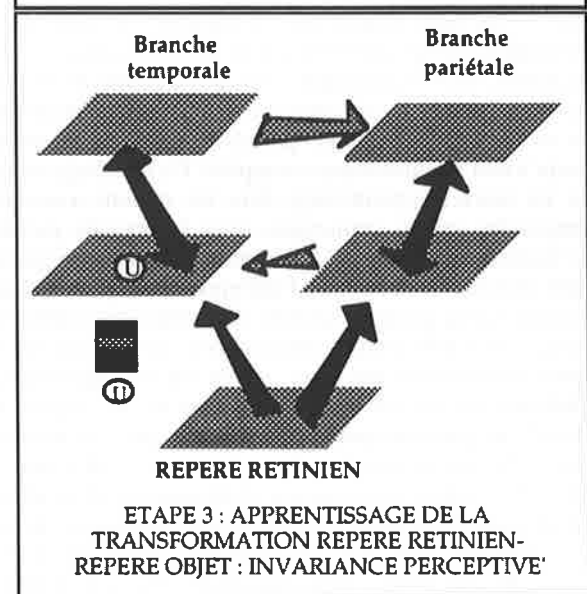 Branche
temporale
Branche
pariétale
U
U
REPERE RETINIEN
ETAPE 3 : APPRENTISSAGE DE LA
TRANSFORMATION REPERE RETINIEN-
REPERE OBJET : INVARIANCE PERCEPTIVE'